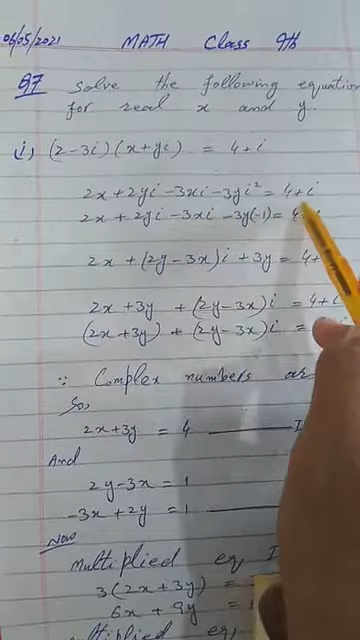 06/05/2021 MATH Class 9th
Q7 Solve the following equation
for real x and y.
(i) (2-3i)(x+yi) = 4+i
2x+2yi-3xi-3yi² = 4+i
2x+2yi-3xi-3y(-1) = 4
2x+(2y-3x)i+3y = 4+
2x+3y +(2y-3x)i = 4+i
(2x+3y)+(2y-3x)i =
∵ Complex numbers ar
So,
2x+3y = 4 I
And
2y-3x = 1
-3x+2y = 1
Now
Multiplied eq I
3(2x+3y) =
6x + 9y =
Multiplied eq